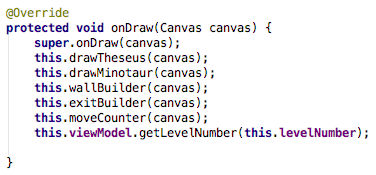 @Override
protected void onDraw(Canvas canvas) {
    super.onDraw(canvas);
    this.drawTheseus(canvas);
    this.drawMinotaur(canvas);
    this.wallBuilder(canvas);
    this.exitBuilder(canvas);
    this.moveCounter(canvas);
    this.viewModel.getLevelNumber(this.levelNumber);
}